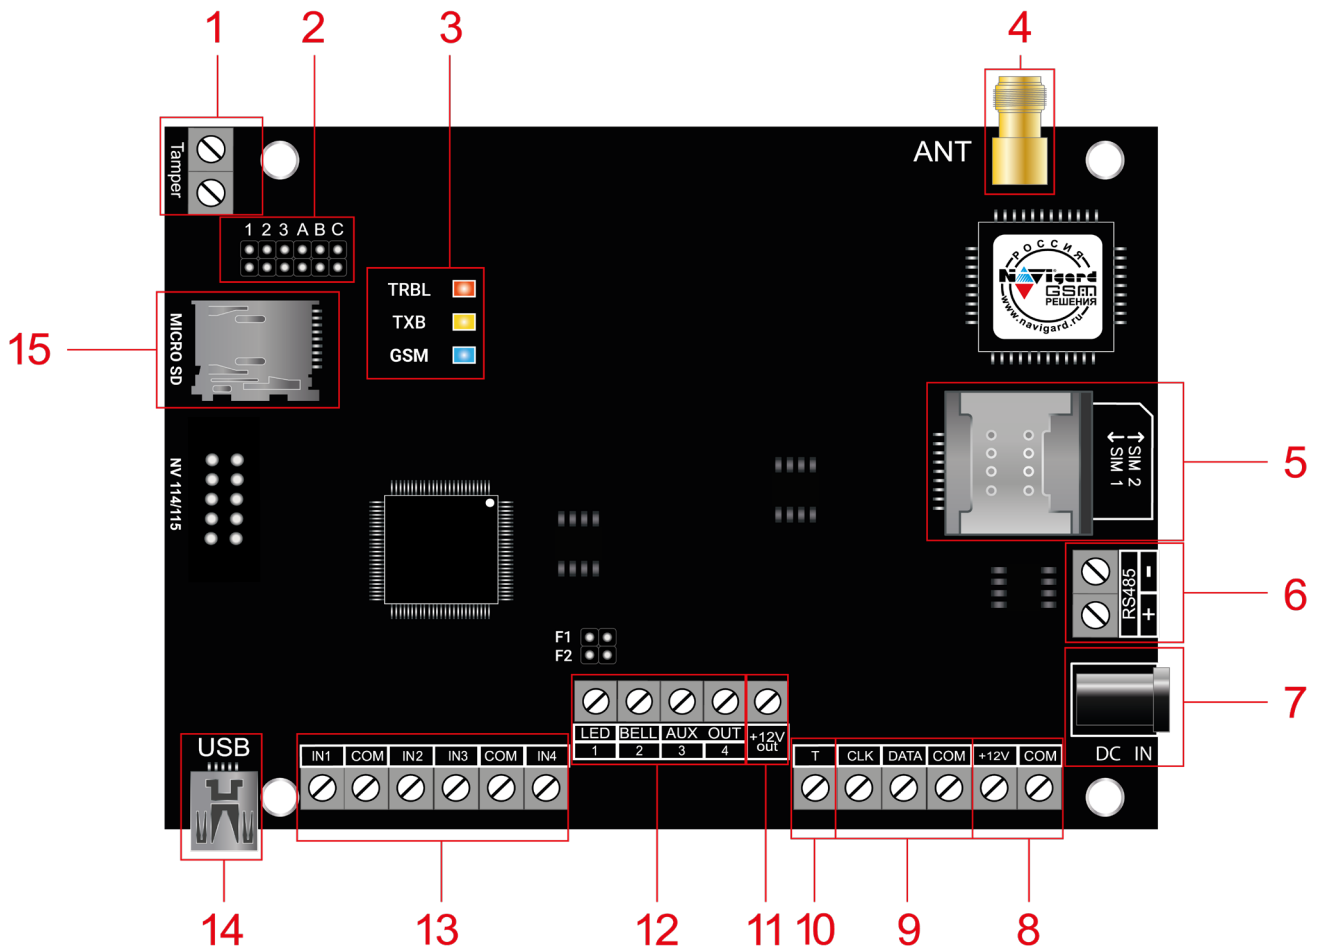 1
2
3
4
Tamper
ANT
1 2 3 A B C
РОССИЯ
Navigard
GSM
РЕШЕНИЯ
www.navigard.ru
TRBL
TXB
GSM
15
MICRO SD
SIM 2
SIM 1
5
NV 114/115
RS485
-
+
6
F1
F2
7
DC IN
LED BELL AUX OUT
1 2 3 4
+12V
out
USB
IN1 COM IN2 IN3 COM IN4
T CLK DATA COM +12V COM
14
13
12
11
10
9
8